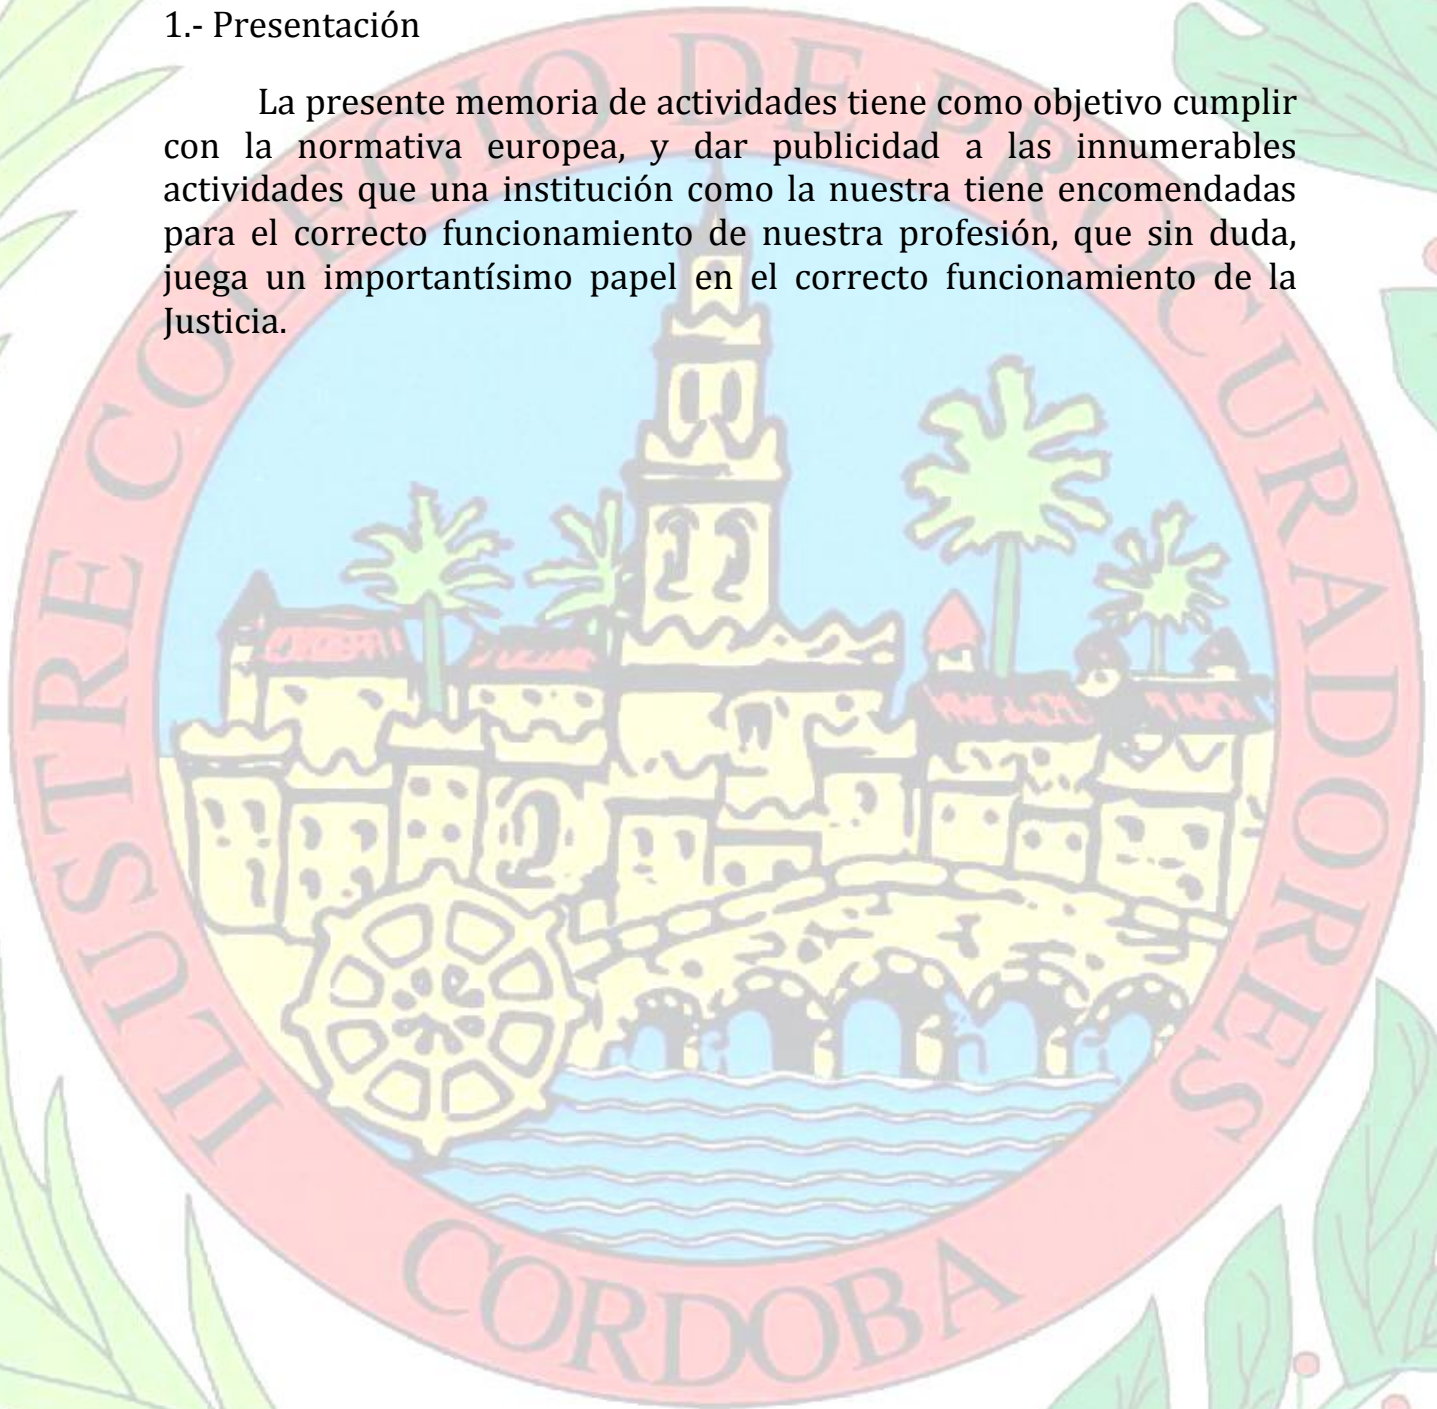 1.- Presentación
La presente memoria de actividades tiene como objetivo cumplir
con la normativa europea, y dar publicidad a las innumerables
actividades que una institución como la nuestra tiene encomendadas
para el correcto funcionamiento de nuestra profesión, que sin duda,
juega un importantísimo papel en el correcto funcionamiento de la
Justicia.
ILUSTRE COLEGIO DE PROCURADORES
CORDOBA